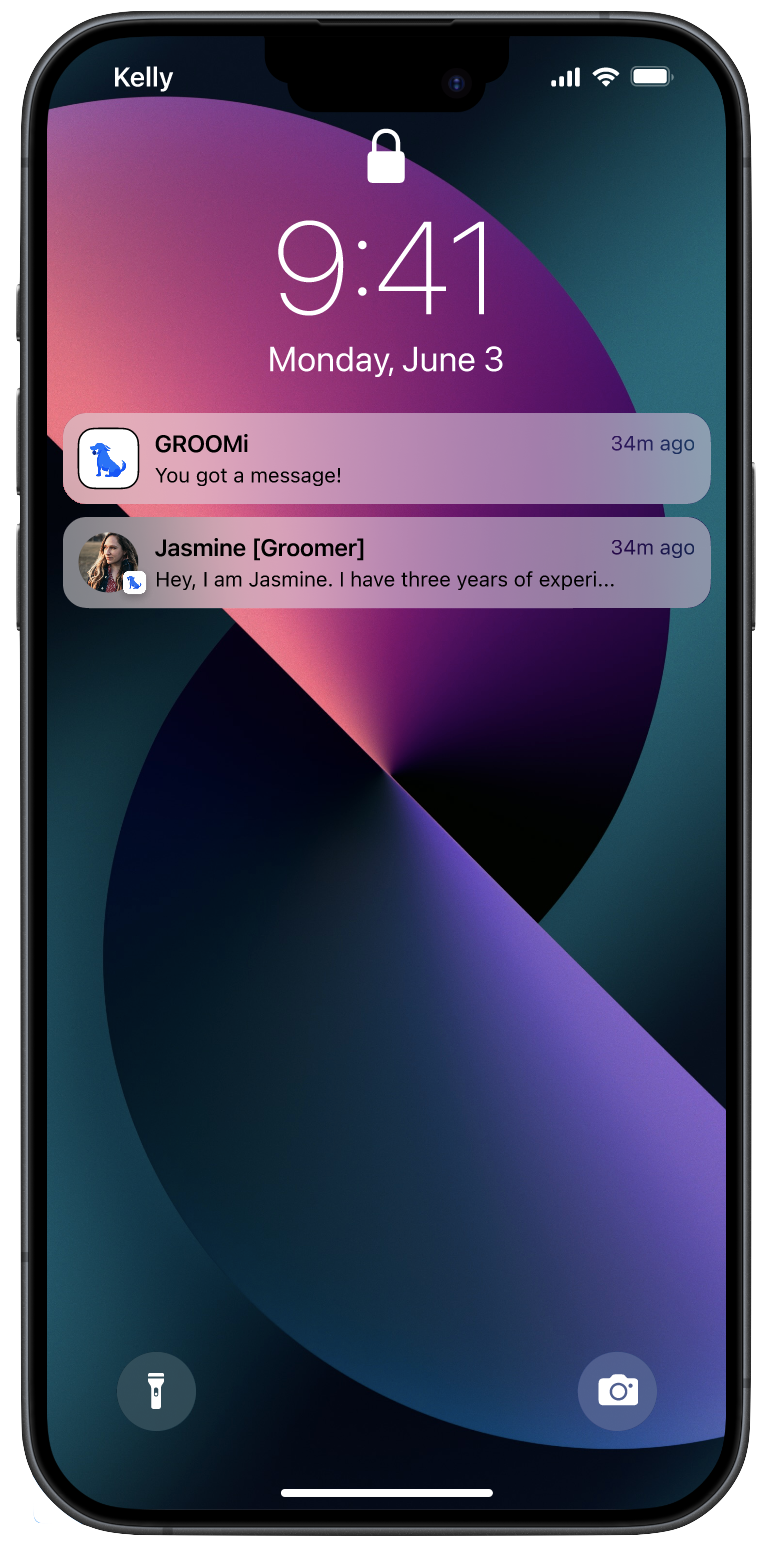 Kelly
9:41
Monday, June 3
GROOMi 34m ago
You got a message!
Jasmine [Groomer] 34m ago
Hey, I am Jasmine. I have three years of experi...